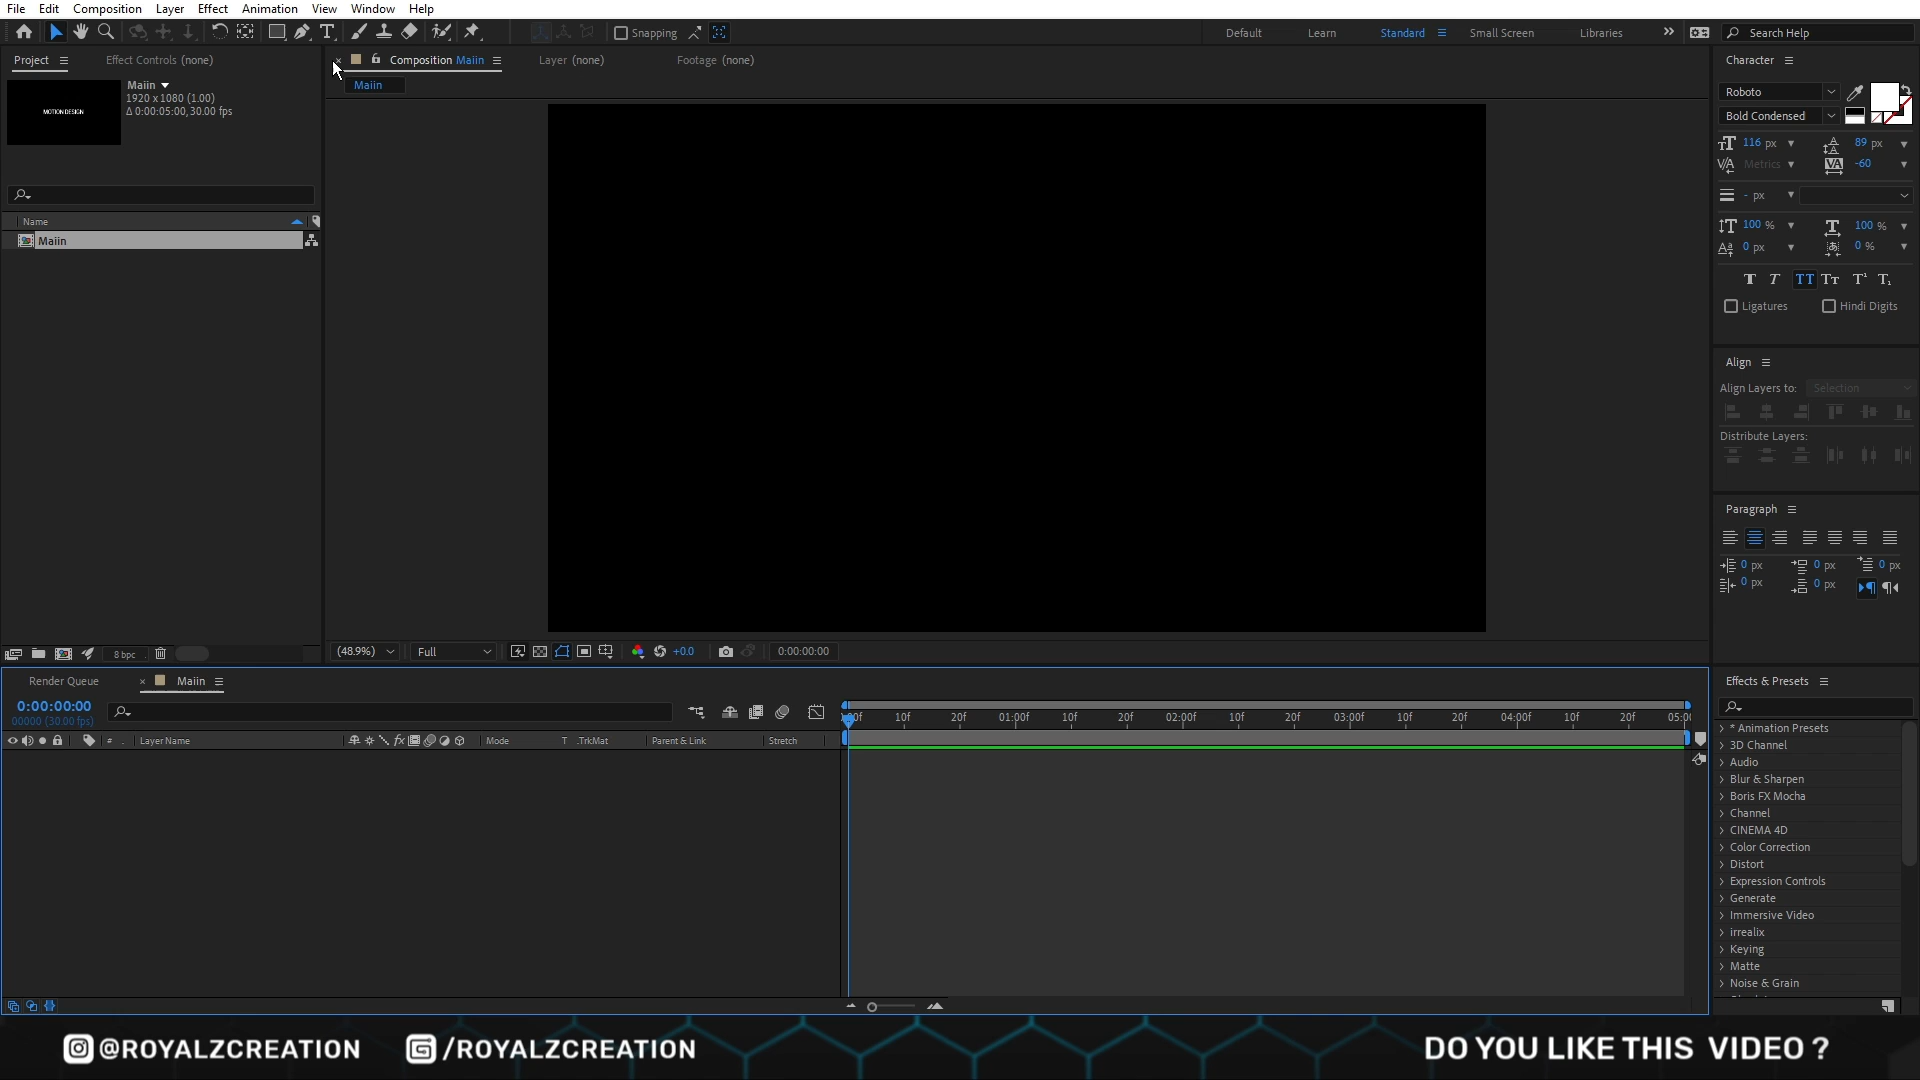 File Edit Composition Layer Effect Animation View Window Help
Snapping
Default Learn Standard Small Screen Libraries
Search Help
Project
Effect Controls (none)
Maiin
1920 x 1080 (1.00)
Δ 0:00:05:00, 30.00 fps
MOTION DESIGN
Name
Maiin
8 bpc
Composition Maiin
Layer (none)
Footage (none)
Maiin
(48.9%)
Full
+0.0
0:00:00:00
Character
Roboto
Bold Condensed
116 px
89 px
Metrics
-60
- px
100 %
100 %
0 px
0 %
Ligatures
Hindi Digits
Align
Align Layers to: Selection
Distribute Layers:
Paragraph
0 px 0 px 0 px
0 px 0 px
Render Queue
Maiin
0:00:00:00
00000 (30.00 fps)
# Layer Name Mode T .TrkMat Parent & Link Stretch
10f 20f 01:00f 10f 20f 02:00f 10f 20f 03:00f 10f 20f 04:00f 10f 20f
Effects & Presets
* Animation Presets
3D Channel
Audio
Blur & Sharpen
Boris FX Mocha
Channel
CINEMA 4D
Color Correction
Distort
Expression Controls
Generate
Immersive Video
irrealix
Keying
Matte
Noise & Grain
@ROYALZCREATION
/ROYALZCREATION
DO YOU LIKE THIS VIDEO ?